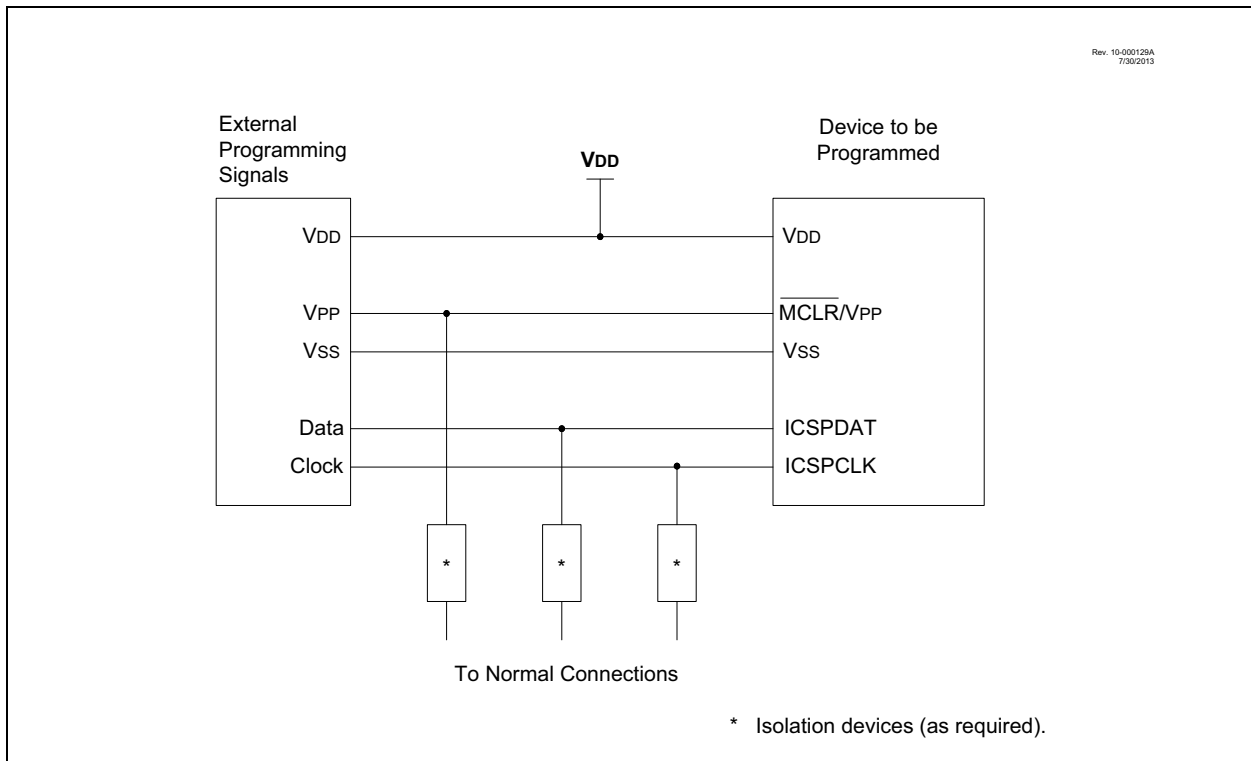 Rev. 10-000129A
7/30/2013
External
Programming
Signals
VDD
Device to be
Programmed
VDD
VDD
VPP
MCLR/VPP
VSS
VSS
Data
ICSPDAT
Clock
ICSPCLK
*
*
*
To Normal Connections
* Isolation devices (as required).